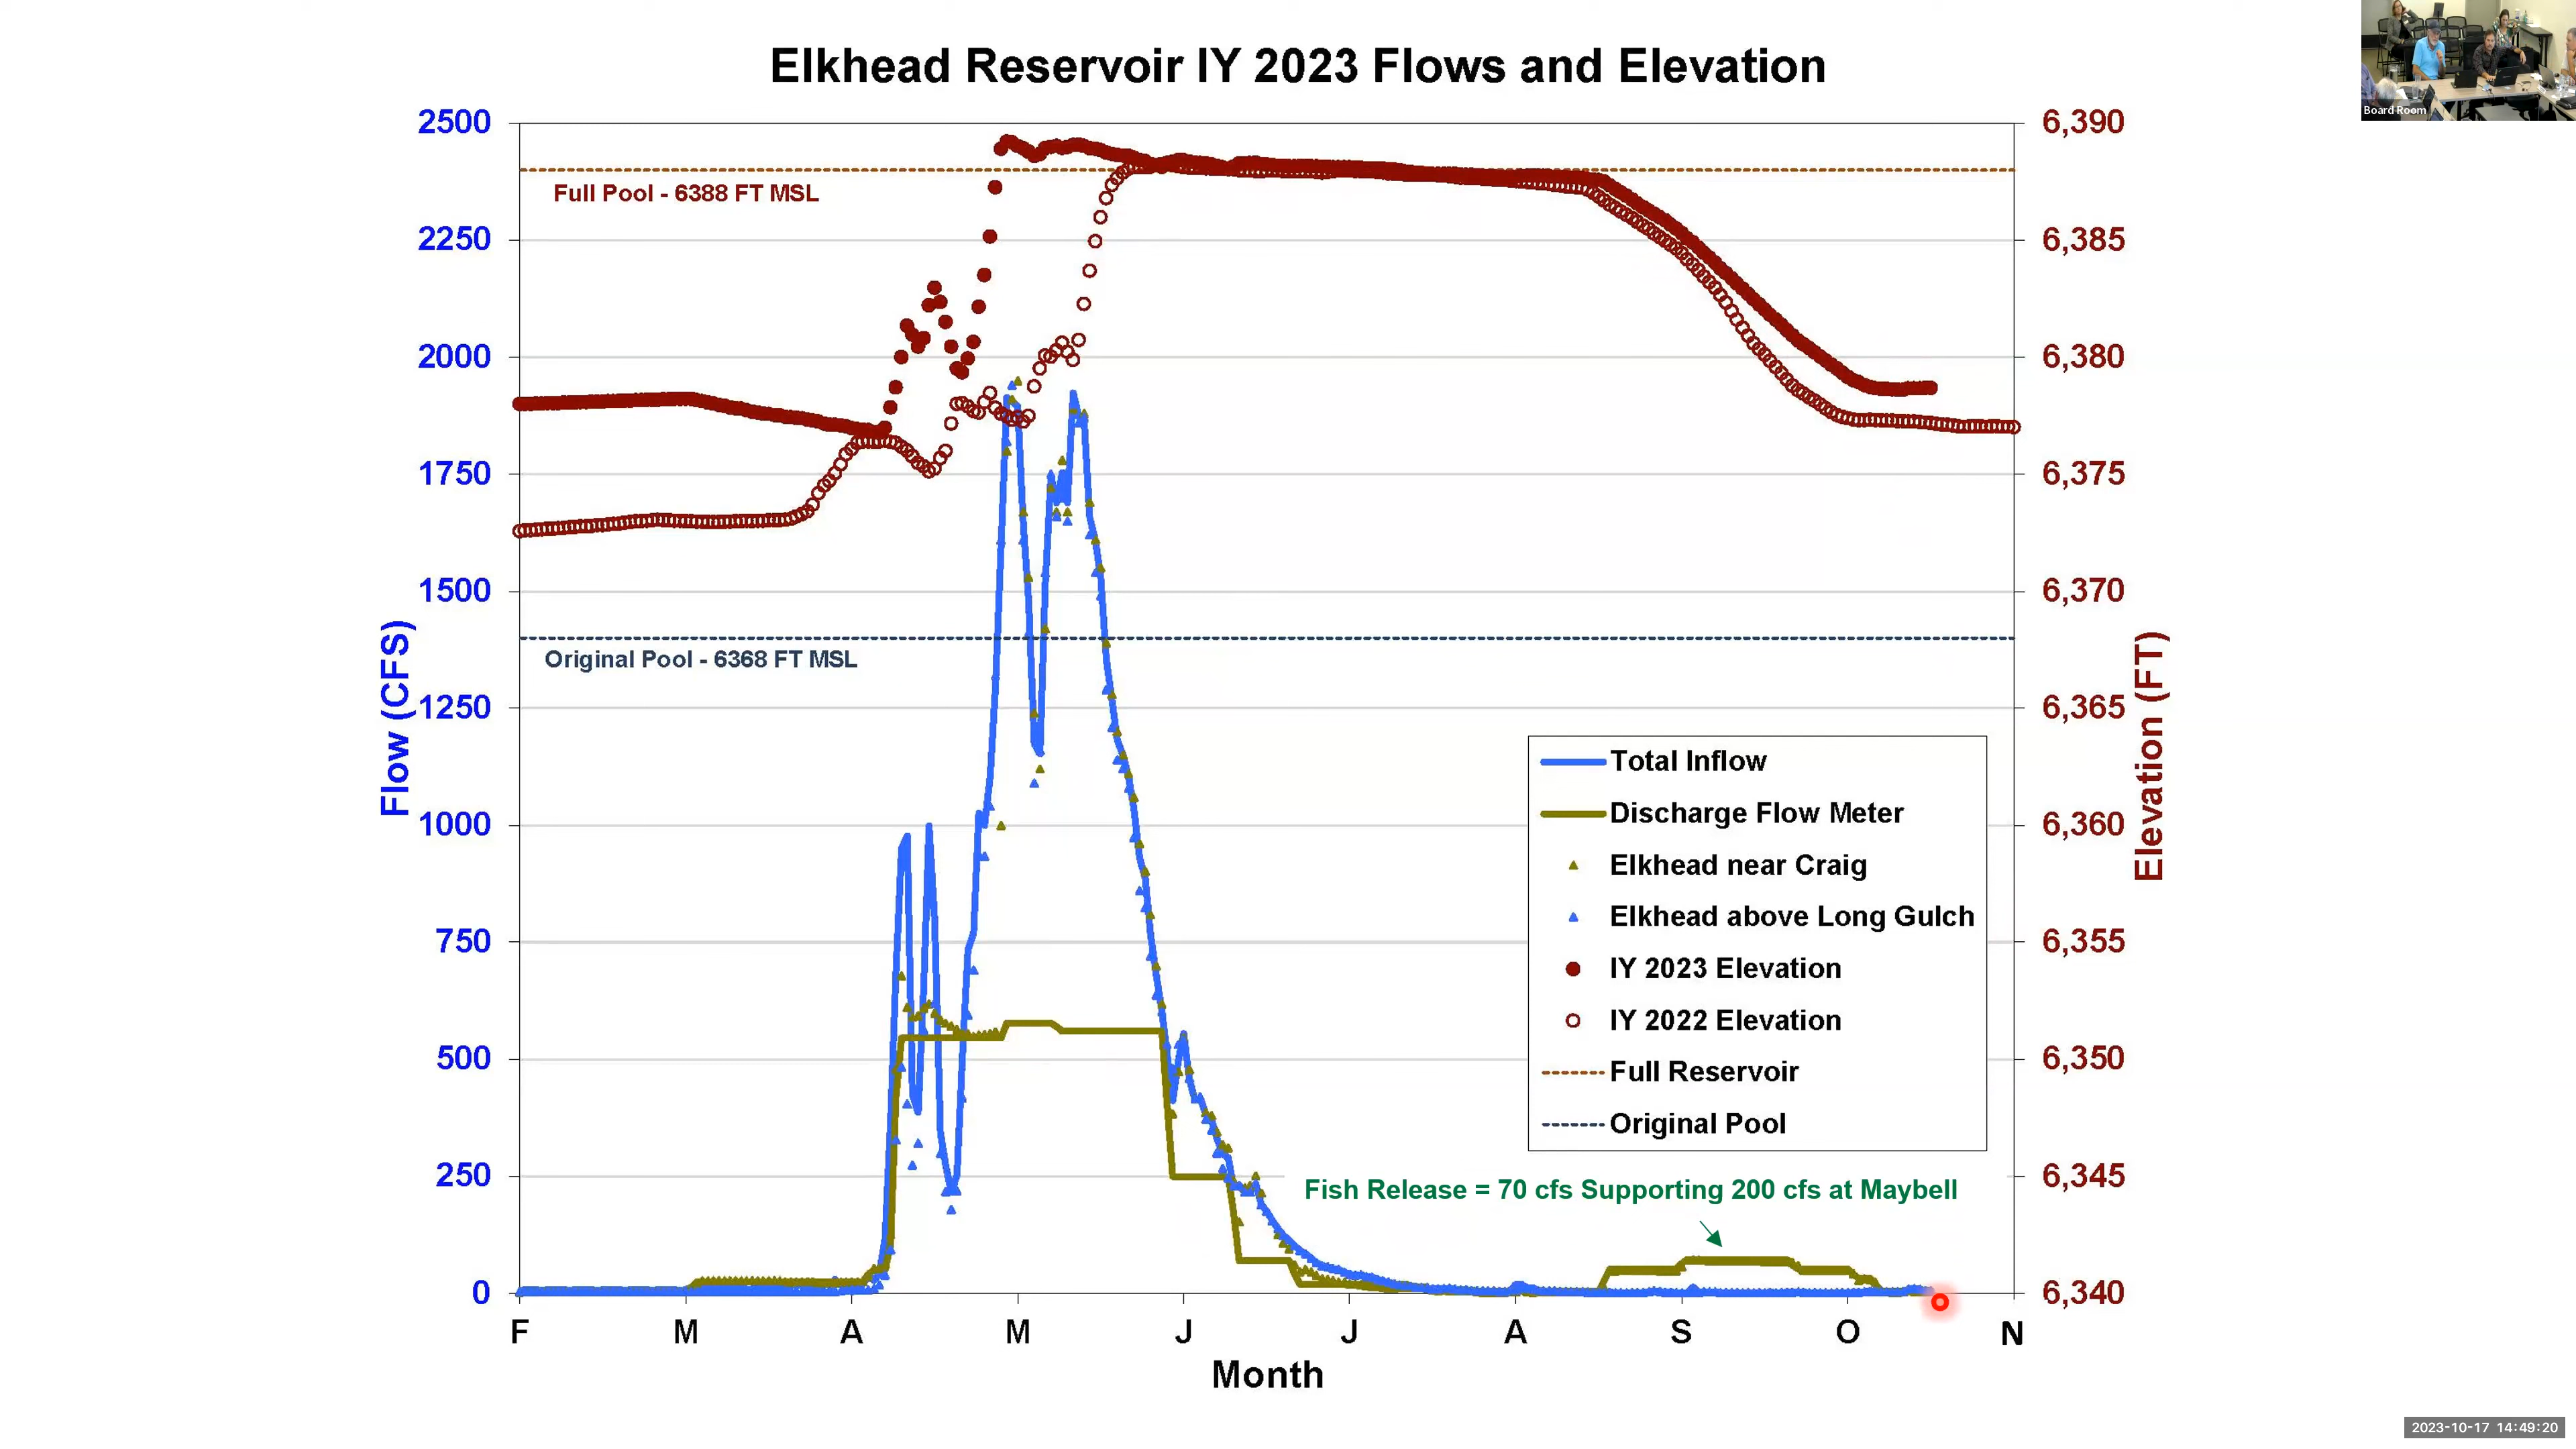 Elkhead Reservoir IY 2023 Flows and Elevation
Board Room
2500
2250
2000
1750
1500
1250
1000
750
500
250
0
Flow (CFS)
6,390
6,385
6,380
6,375
6,370
6,365
6,360
6,355
6,350
6,345
6,340
Elevation (FT)
Full Pool - 6388 FT MSL
Original Pool - 6368 FT MSL
Total Inflow
Discharge Flow Meter
Elkhead near Craig
Elkhead above Long Gulch
IY 2023 Elevation
IY 2022 Elevation
Full Reservoir
Original Pool
Fish Release = 70 cfs Supporting 200 cfs at Maybell
F M A M J J A S O N
Month
2023-10-17 14:49:20